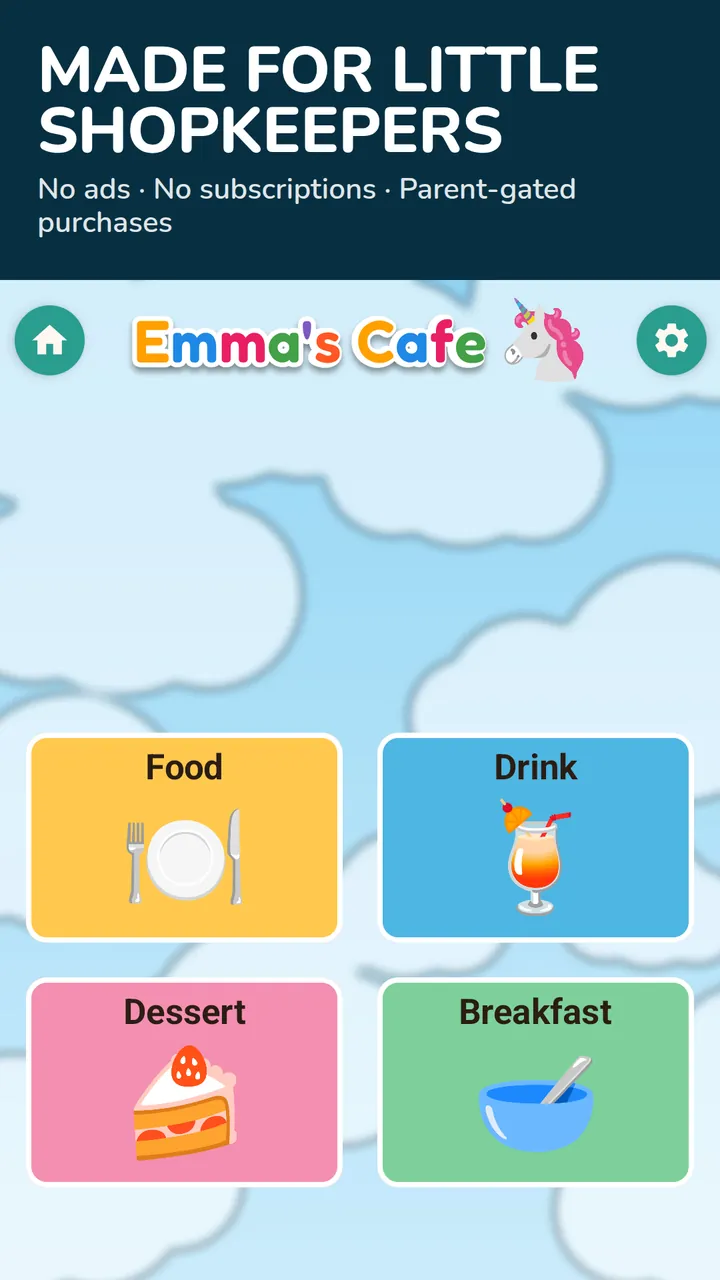 MADE FOR LITTLE
SHOPKEEPERS
No ads · No subscriptions · Parent-gated
purchases
Emma's Cafe
Food
Drink
Dessert
Breakfast